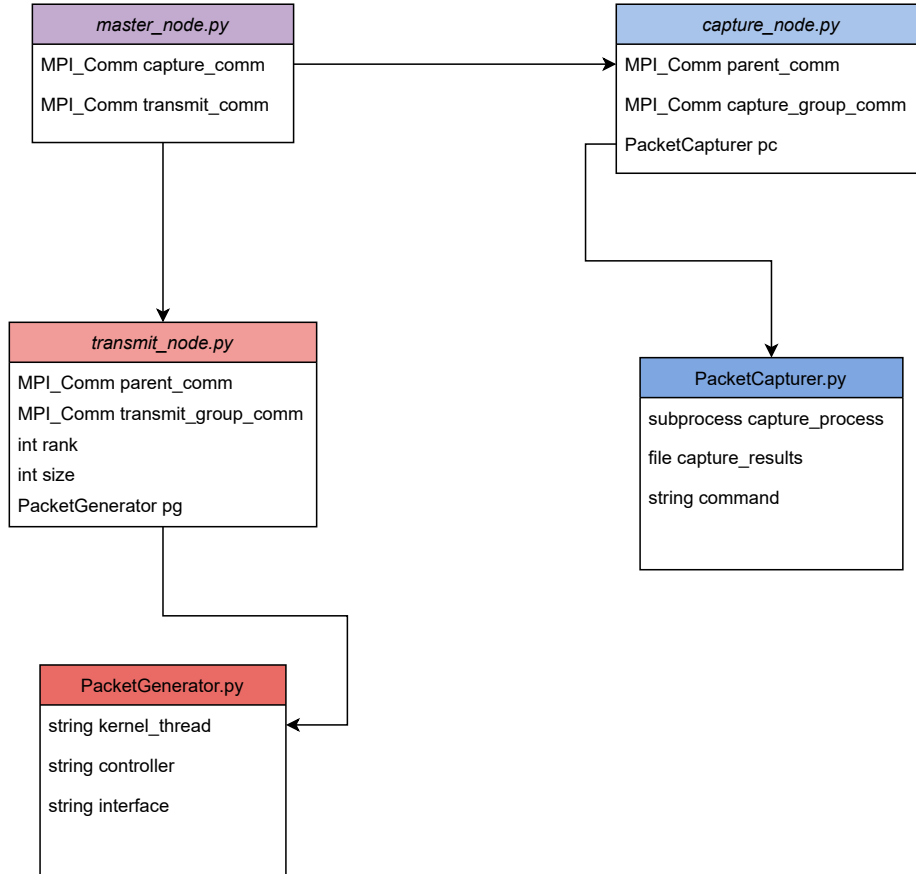 master_node.py
MPI_Comm capture_comm
MPI_Comm transmit_comm
capture_node.py
MPI_Comm parent_comm
MPI_Comm capture_group_comm
PacketCapturer pc
transmit_node.py
MPI_Comm parent_comm
MPI_Comm transmit_group_comm
int rank
int size
PacketGenerator pg
PacketCapturer.py
subprocess capture_process
file capture_results
string command
PacketGenerator.py
string kernel_thread
string controller
string interface